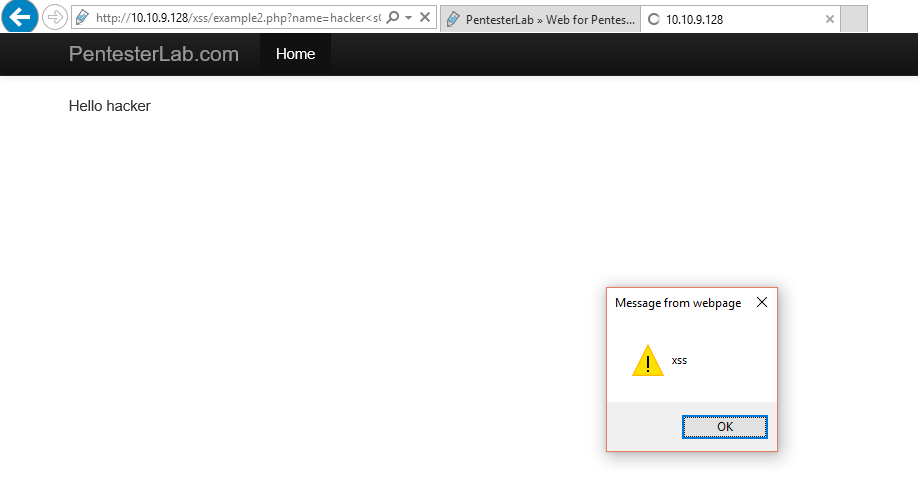 http://10.10.9.128/xss/example2.php?name=hacker<s
PentesterLab » Web for Pentes...
10.10.9.128
PentesterLab.com
Home
Hello hacker
Message from webpage
xss
OK